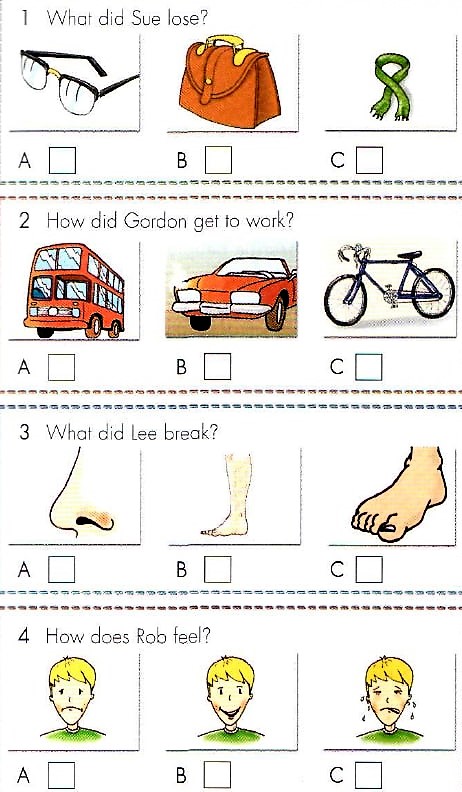 1 What did Sue lose?
A B C
2 How did Gordon get to work?
A B C
3 What did Lee break?
A B C
4 How does Rob feel?
A B C